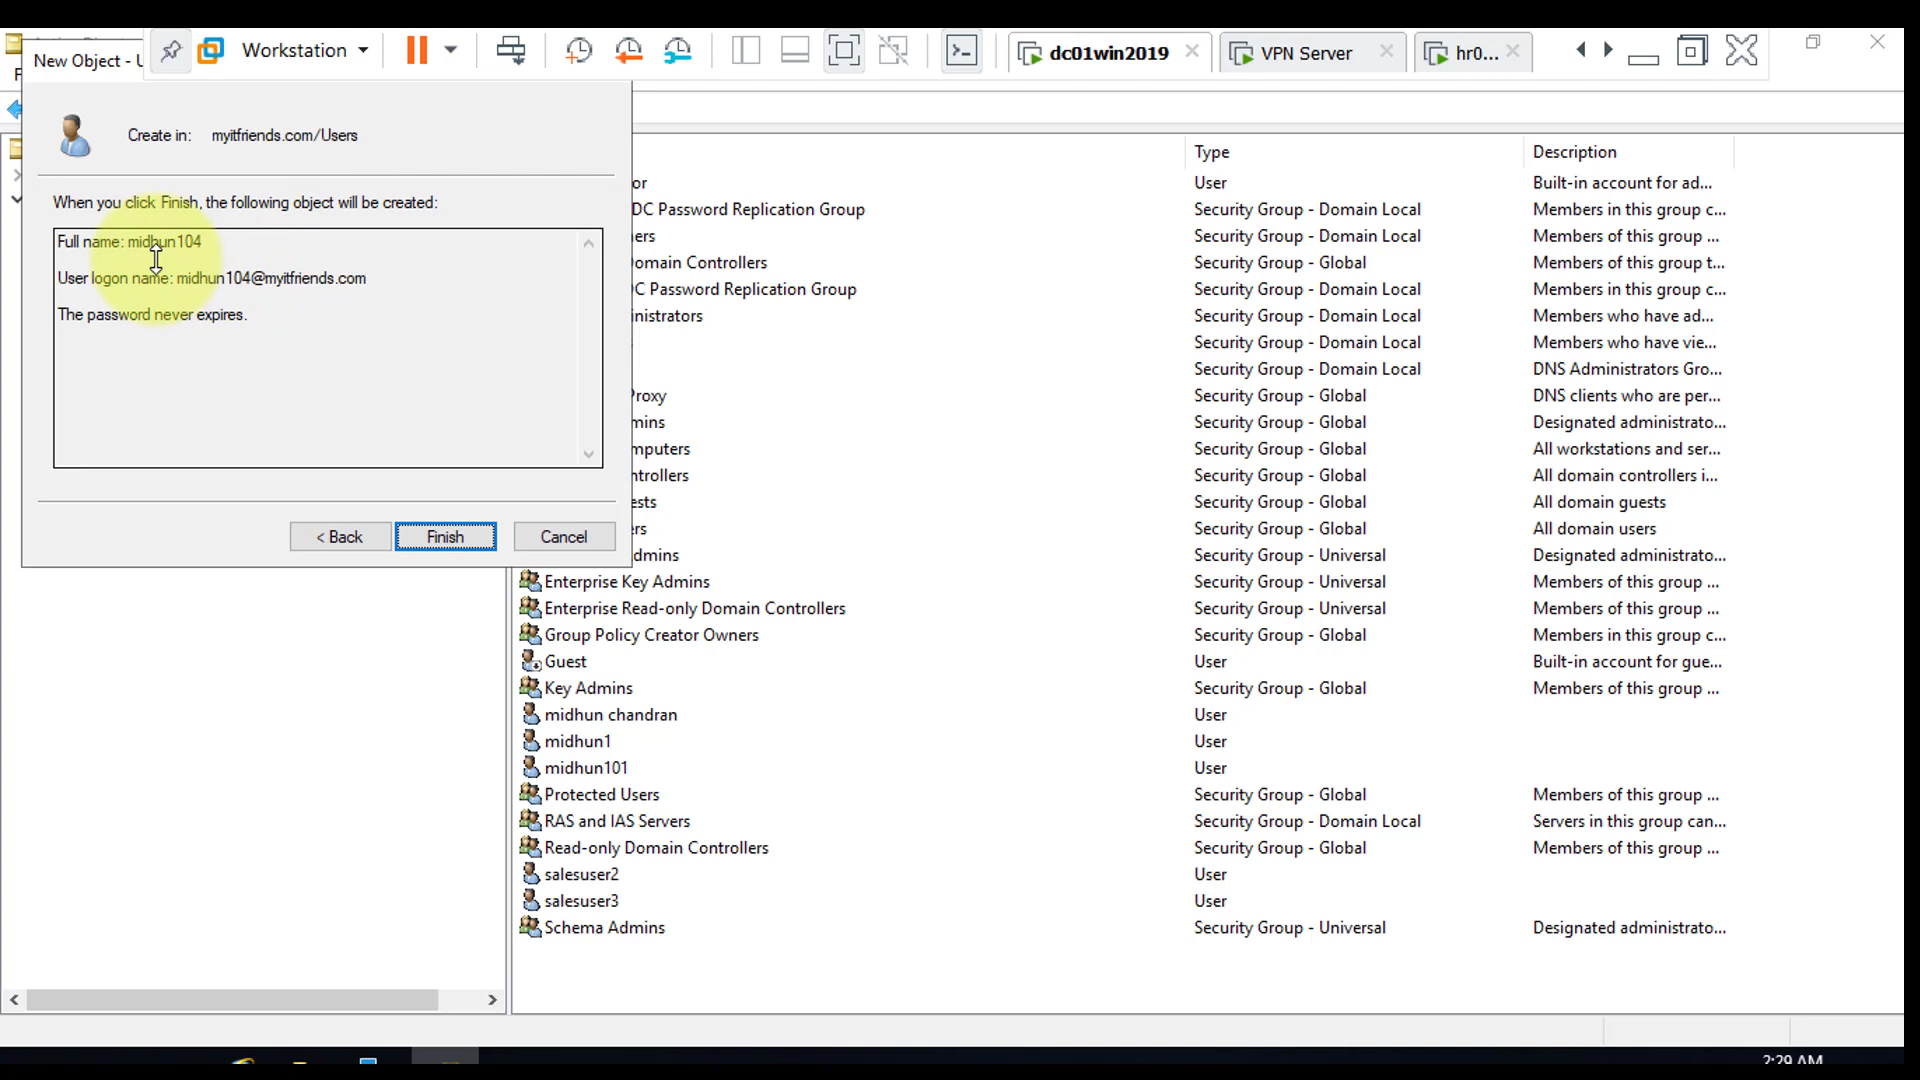 New Object - U
Workstation
dc01win2019
VPN Server
hr0...
Create in: myitfriends.com/Users
When you click Finish, the following object will be created:
Full name: midhun104
User logon name: midhun104@myitfriends.com
The password never expires.
< Back
Finish
Cancel
Type Description
or User Built-in account for ad...
DC Password Replication Group Security Group - Domain Local Members in this group c...
ners Security Group - Domain Local Members in this group c...
Domain Controllers Security Group - Domain Local Members of this group t...
DC Password Replication Group Security Group - Domain Local Members in this group c...
inistrators Security Group - Domain Local Members who have ad...
Security Group - Domain Local Members who have vie...
Security Group - Domain Local DNS Administrators Gro...
Proxy Security Group - Global DNS clients who are per...
mins Security Group - Global Designated administrato...
mputers Security Group - Global All workstations and ser...
ntrollers Security Group - Global All domain controllers i...
ests Security Group - Global All domain guests
ers Security Group - Global All domain users
dmins Security Group - Universal Designated administrato...
Enterprise Key Admins Security Group - Universal Members of this group ...
Enterprise Read-only Domain Controllers Security Group - Universal Members of this group ...
Group Policy Creator Owners Security Group - Global Members in this group c...
Guest User Built-in account for gue...
Key Admins Security Group - Global Members of this group ...
midhun chandran User
midhun1 User
midhun101 User
Protected Users Security Group - Global Members of this group ...
RAS and IAS Servers Security Group - Domain Local Servers in this group can...
Read-only Domain Controllers Security Group - Global Members of this group ...
salesuser2 User
salesuser3 User
Schema Admins Security Group - Universal Designated administrato...
2:29 AM